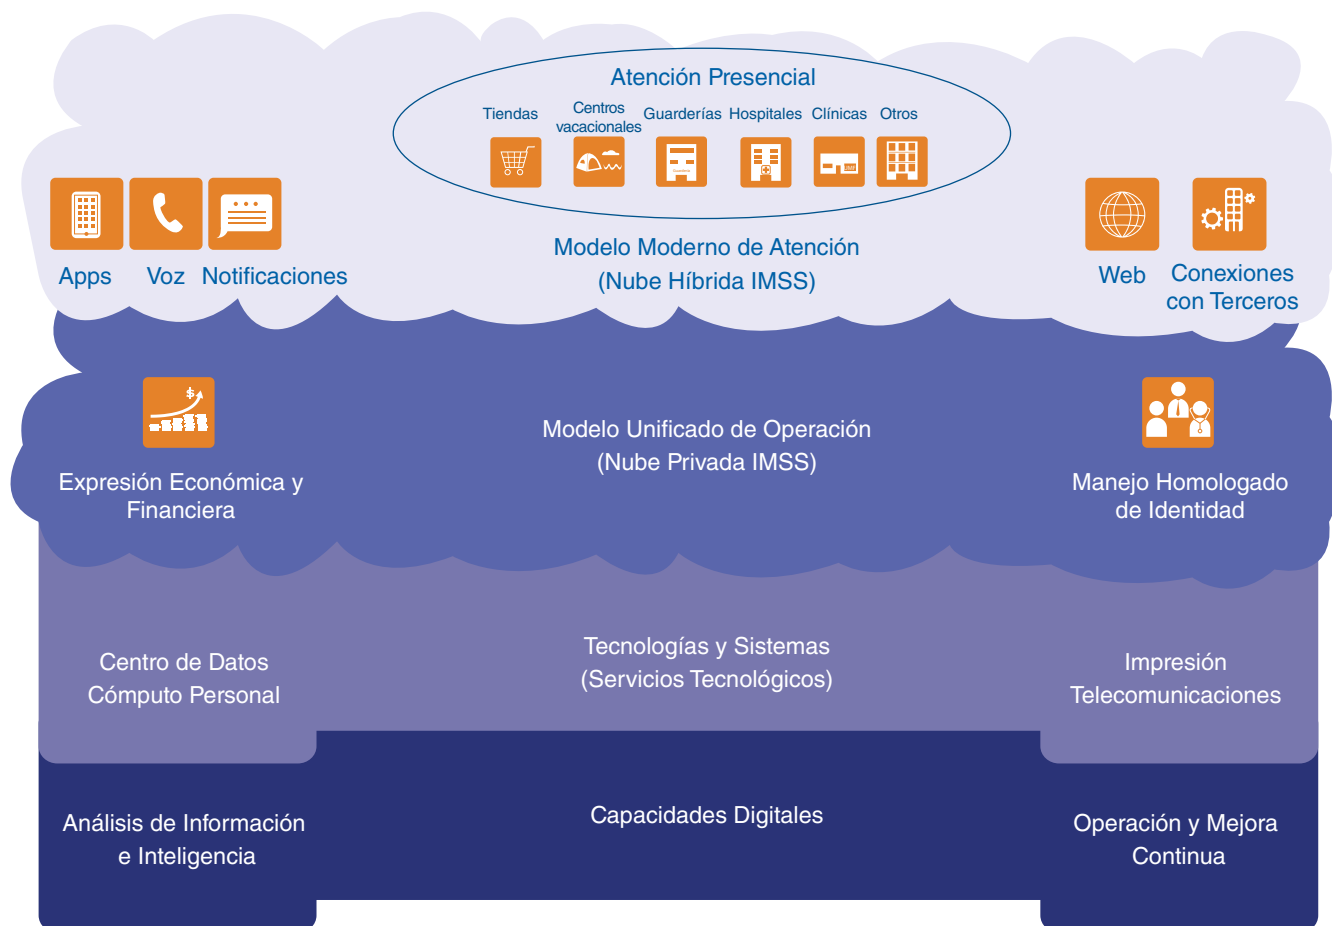 Atención Presencial
Tiendas
Centros
vacacionales
Guarderías
Hospitales
Clínicas
Otros
Apps
Voz
Notificaciones
Modelo Moderno de Atención
(Nube Híbrida IMSS)
Web
Conexiones
con Terceros
$
Modelo Unificado de Operación
(Nube Privada IMSS)
Expresión Económica y
Financiera
Manejo Homologado
de Identidad
Centro de Datos
Cómputo Personal
Tecnologías y Sistemas
(Servicios Tecnológicos)
Impresión
Telecomunicaciones
Análisis de Información
e Inteligencia
Capacidades Digitales
Operación y Mejora
Continua